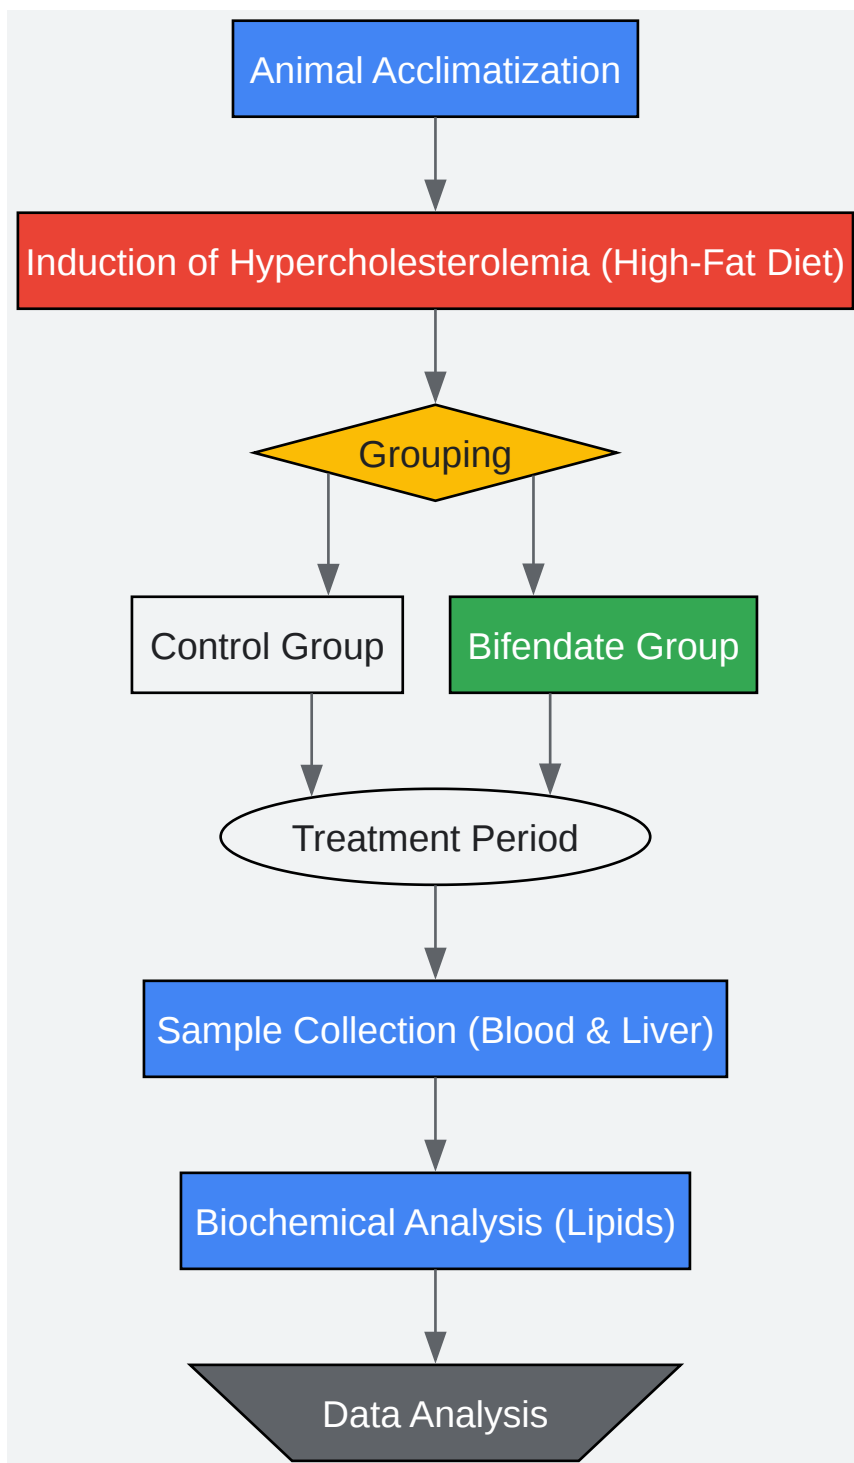 Animal Acclimatization
Induction of Hypercholesterolemia (High-Fat Diet)
Grouping
Control Group
Bifendate Group
Treatment Period
Sample Collection (Blood & Liver)
Biochemical Analysis (Lipids)
Data Analysis